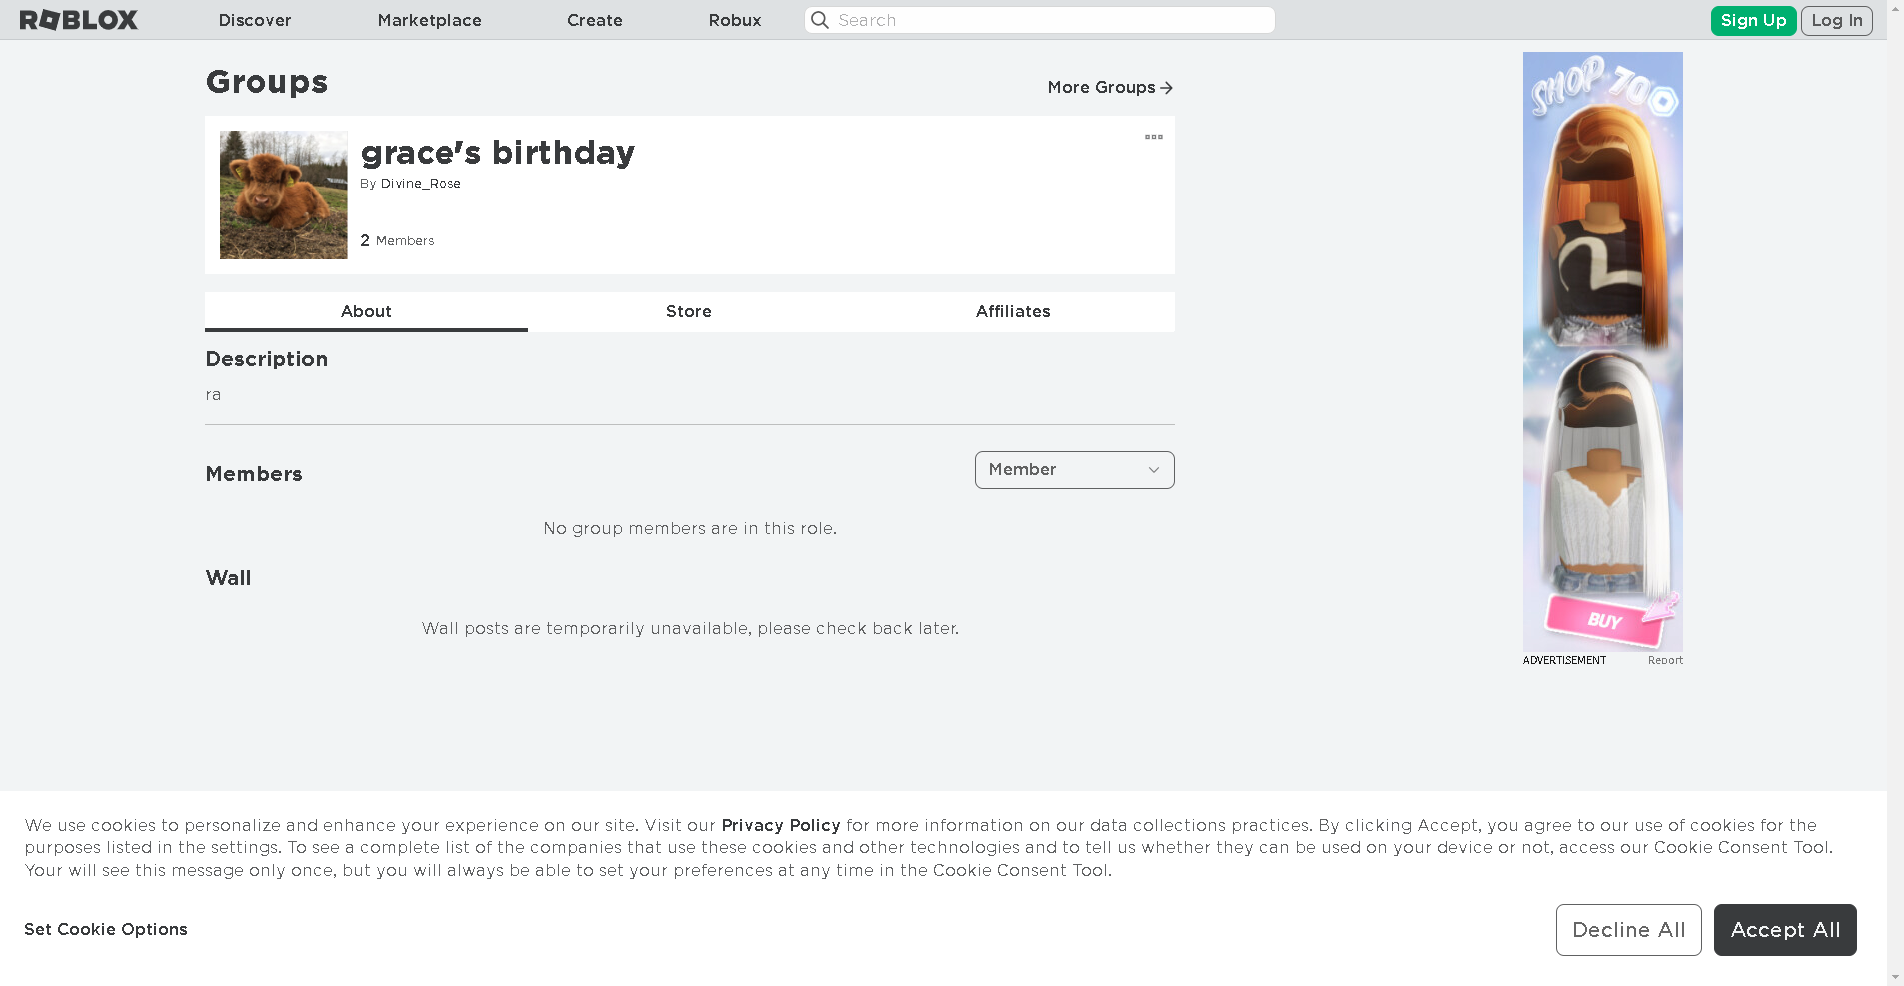 ROBLOX
Discover
Marketplace
Create
Robux
Search
Sign Up
Log In
Groups
More Groups
grace's birthday
By Divine_Rose
2 Members
About
Store
Affiliates
Description
ra
Members
Member
No group members are in this role.
Wall
Wall posts are temporarily unavailable, please check back later.
SHOP 70
BUY
ADVERTISEMENT
Report
We use cookies to personalize and enhance your experience on our site. Visit our Privacy Policy for more information on our data collections practices. By clicking Accept, you agree to our use of cookies for the
purposes listed in the settings. To see a complete list of the companies that use these cookies and other technologies and to tell us whether they can be used on your device or not, access our Cookie Consent Tool.
Your will see this message only once, but you will always be able to set your preferences at any time in the Cookie Consent Tool.
Set Cookie Options
Decline All
Accept All